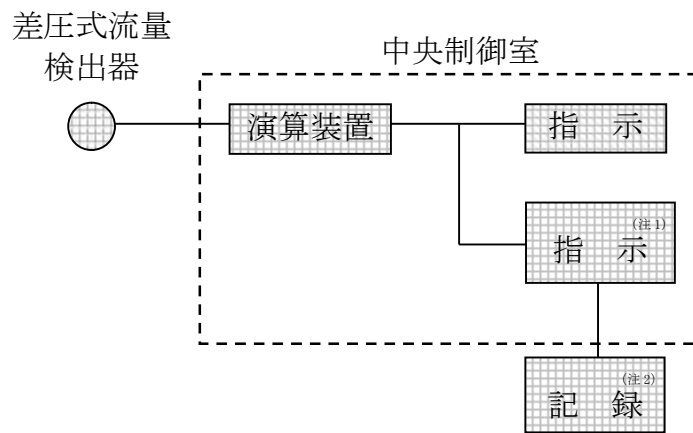 差圧式流量
検出器
中央制御室
演算装置
指 示
(注1)
指 示
(注2)
記 録